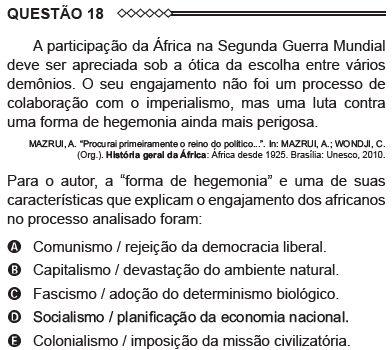 QUESTÃO 18
A participação da África na Segunda Guerra Mundial
deve ser apreciada sob a ótica da escolha entre vários
demônios. O seu engajamento não foi um processo de
colaboração com o imperialismo, mas uma luta contra
uma forma de hegemonia ainda mais perigosa.
MAZRUI, A. "Procurai primeiramente o reino do político...". In: MAZRUI, A.; WONDJI, C.
(Org.). História geral da África: África desde 1925. Brasília: Unesco, 2010.
Para o autor, a “forma de hegemonia” e uma de suas
características que explicam o engajamento dos africanos
no processo analisado foram:
A Comunismo / rejeição da democracia liberal.
B Capitalismo / devastação do ambiente natural.
C Fascismo / adoção do determinismo biológico.
D Socialismo / planificação da economia nacional.
E Colonialismo / imposição da missão civilizatória.